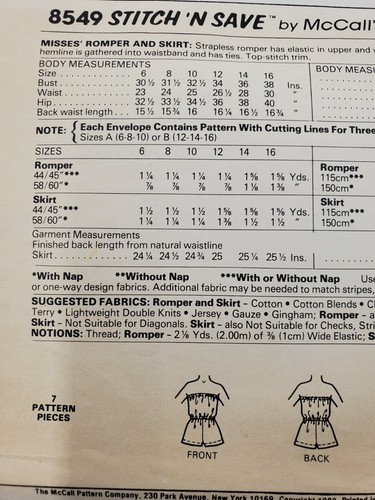 8549 STITCH 'N SAVE™ by McCall'
MISSES' ROMPER AND SKIRT: Strapless romper has elastic in upper and
hemline is gathered into waistband and has ties. Top-stitch trim.
BODY MEASUREMENTS BODY MEASU
Size 6 8 10 12 14 16
Bust 30½ 31½ 32½ 34 36 38 Ins.
Waist 23 24 25 26½ 28 30 "
Hip 32½ 33½ 34½ 36 38 40 "
Back waist length 15½ 15¾ 16 16¼ 16½ 16¾ "
NOTE: { Each Envelope Contains Pattern With Cutting Lines For Three
Sizes A (6-8-10) or B (12-14-16)
SIZES 6 8 10 12 14 16
Romper Romper
44/45"*** 1¼ 1¼ 1¼ 1¼ 1⅝ 1⅝ Yds. 115cm***
58/60"* ⅞ ⅞ ⅞ ⅞ 1⅛ 1⅜ " 150cm*
Skirt Skirt
44/45"*** 1½ 1½ 1½ 1⅝ 1⅝ 1⅝ Yds. 115cm***
58/60"* 1¼ 1¼ 1¼ 1⅜ 1⅜ 1⅜ " 150cm*
Garment Measurements
Finished back length from natural waistline
Skirt 24¼ 24½ 24¾ 25 25¼ 25½ Ins.
*With Nap **Without Nap ***With or Without Nap Use
or one-way design fabrics. Additional fabric may be needed to match stripes,
SUGGESTED FABRICS: Romper and Skirt - Cotton • Cotton Blends • Ch
Terry • Lightweight Double Knits • Jersey • Gauze • Gingham; Romper - a
Skirt - Not Suitable for Diagonals. Skirt - also Not Suitable for Checks, Stri
NOTIONS: Thread; Romper - 2⅛ Yds. (2.00m) of ⅜ (1cm) Wide Elastic; S
7
PATTERN
PIECES
FRONT BACK
The McCall Pattern Company, 230 Park Avenue, New York 10169.